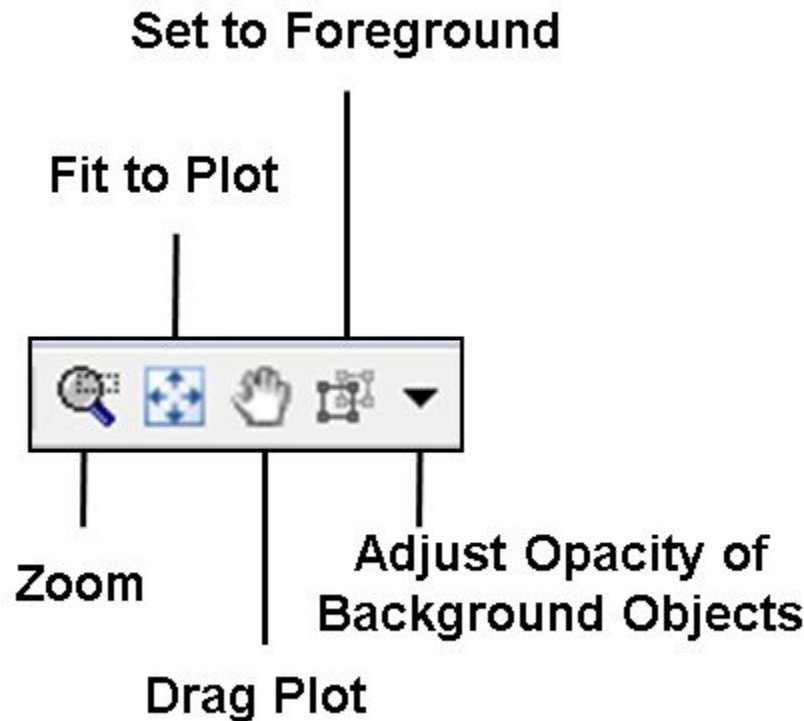 Set to Foreground
Fit to Plot
Zoom
Adjust Opacity of
Background Objects
Drag Plot